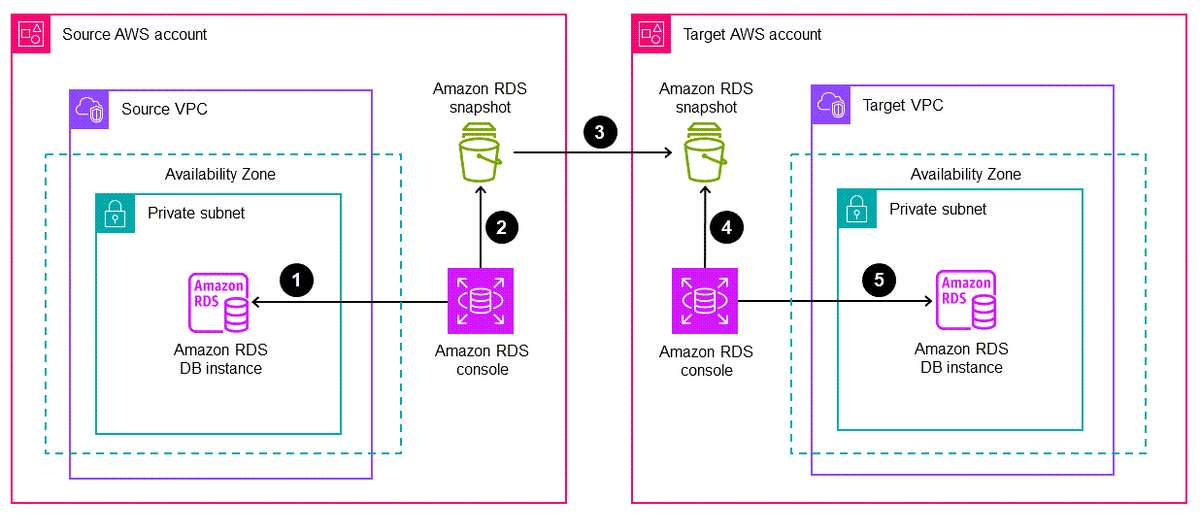 Source AWS account
Source VPC
Availability Zone
Private subnet
Amazon
RDS
Amazon RDS
DB instance
1
Amazon RDS
snapshot
2
Amazon RDS
console
3
Target AWS account
Amazon RDS
snapshot
4
Amazon RDS
console
Target VPC
Availability Zone
Private subnet
5
Amazon
RDS
Amazon RDS
DB instance